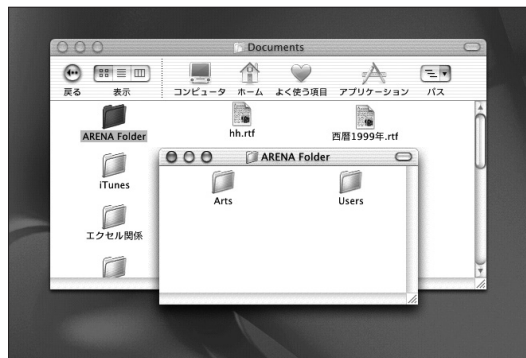 Documents
戻る 表示 コンピュータ ホーム よく使う項目 アプリケーション パス
ARENA Folder hh.rtf 西暦1999年.rtf
ARENA Folder
iTunes
Arts Users
エクセル関係